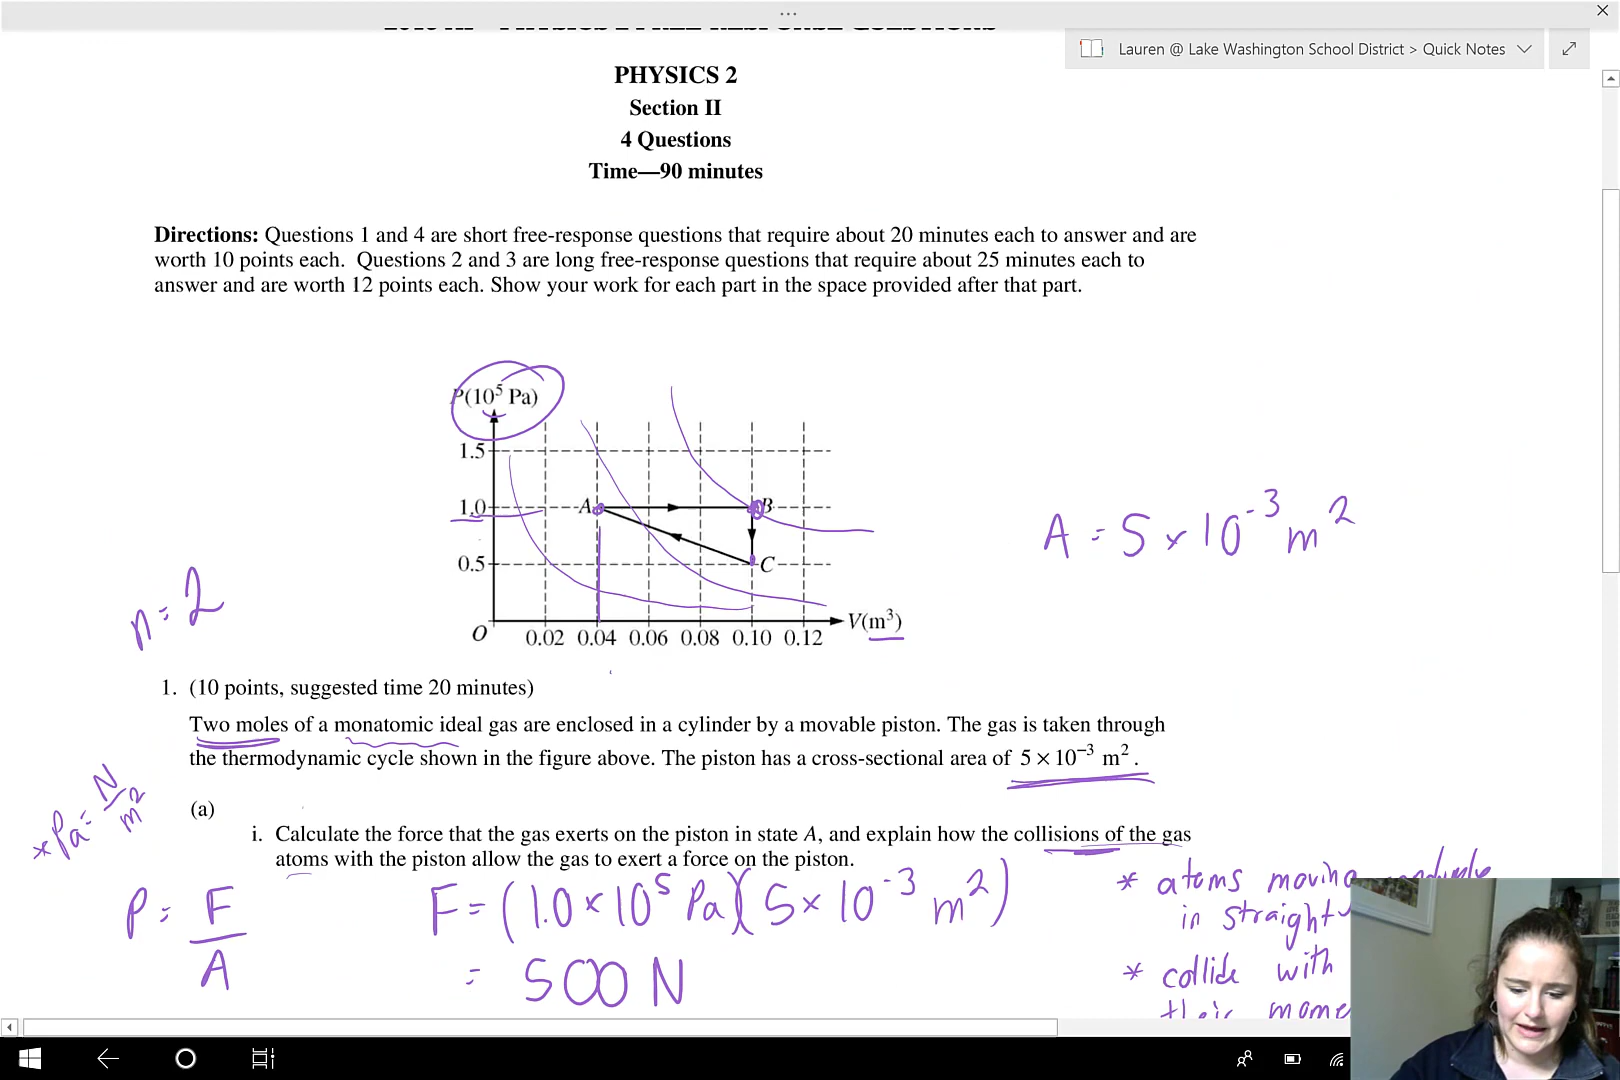 Lauren @ Lake Washington School District > Quick Notes
PHYSICS 2
Section II
4 Questions
Time—90 minutes
Directions: Questions 1 and 4 are short free-response questions that require about 20 minutes each to answer and are
worth 10 points each. Questions 2 and 3 are long free-response questions that require about 25 minutes each to
answer and are worth 12 points each. Show your work for each part in the space provided after that part.
P(10⁵ Pa)
1.5
1.0
A
B
0.5
C
O
0.02 0.04 0.06 0.08 0.10 0.12
V(m³)
A = 5 × 10⁻³ m²
n = 2
1. (10 points, suggested time 20 minutes)
Two moles of a monatomic ideal gas are enclosed in a cylinder by a movable piston. The gas is taken through
the thermodynamic cycle shown in the figure above. The piston has a cross-sectional area of 5 × 10⁻³ m².
*Pa = N/m²
(a)
i. Calculate the force that the gas exerts on the piston in state A, and explain how the collisions of the gas
atoms with the piston allow the gas to exert a force on the piston.
P = F/A
F = (1.0 × 10⁵ Pa)(5 × 10⁻³ m²)
= 500 N
* atoms moving
in straight
* collide with
their